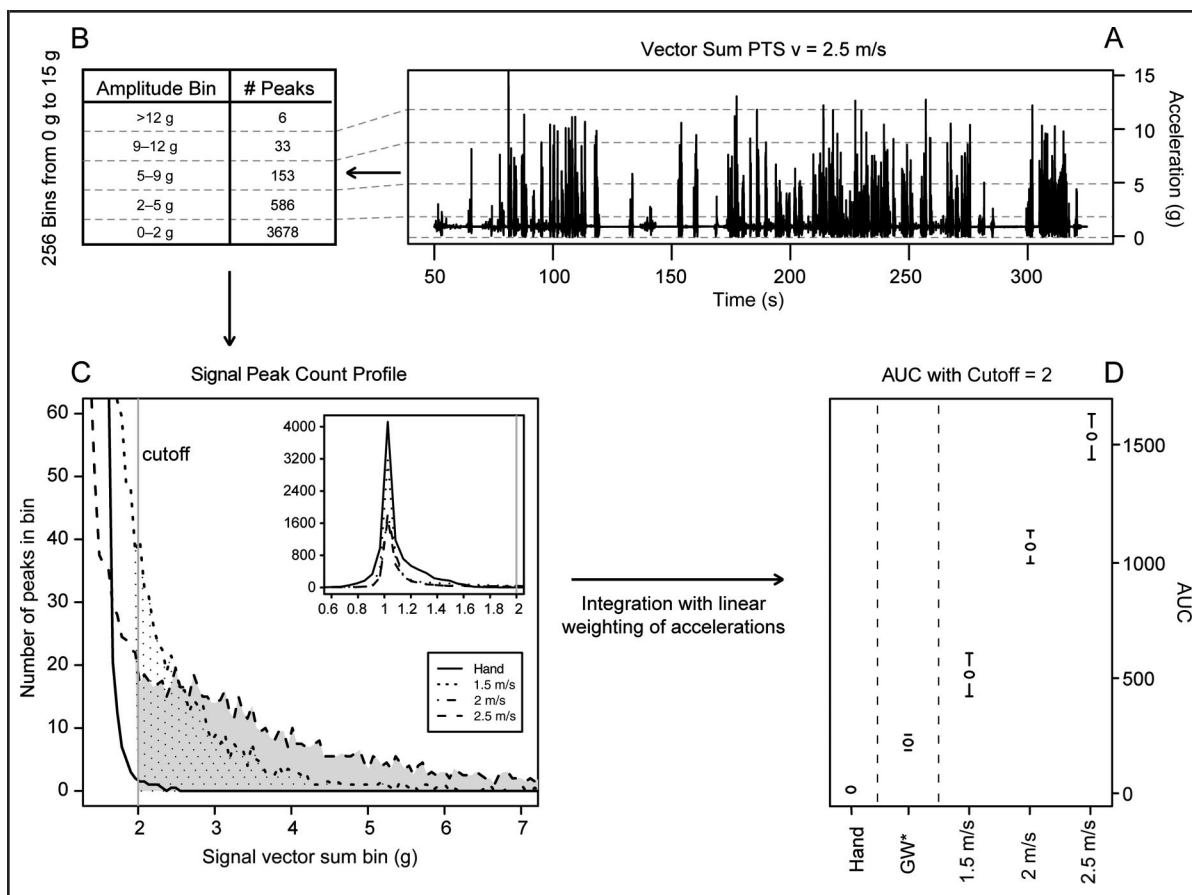 B
256 Bins from 0 g to 15 g
Amplitude Bin # Peaks
>12 g 6
9–12 g 33
5–9 g 153
2–5 g 586
0–2 g 3678
A
Vector Sum PTS v = 2.5 m/s
15
10
5
0
Acceleration (g)
50 100 150 200 250 300
Time (s)
C
Signal Peak Count Profile
60
50
40
30
20
10
0
Number of peaks in bin
cutoff
4000
3200
2400
1600
800
0
0.6 0.8 1 1.2 1.4 1.6 1.8 2
Hand
1.5 m/s
2 m/s
2.5 m/s
2 3 4 5 6 7
Signal vector sum bin (g)
Integration with linear
weighting of accelerations
D
AUC with Cutoff = 2
1500
1000
500
0
AUC
Hand
GW*
1.5 m/s
2 m/s
2.5 m/s